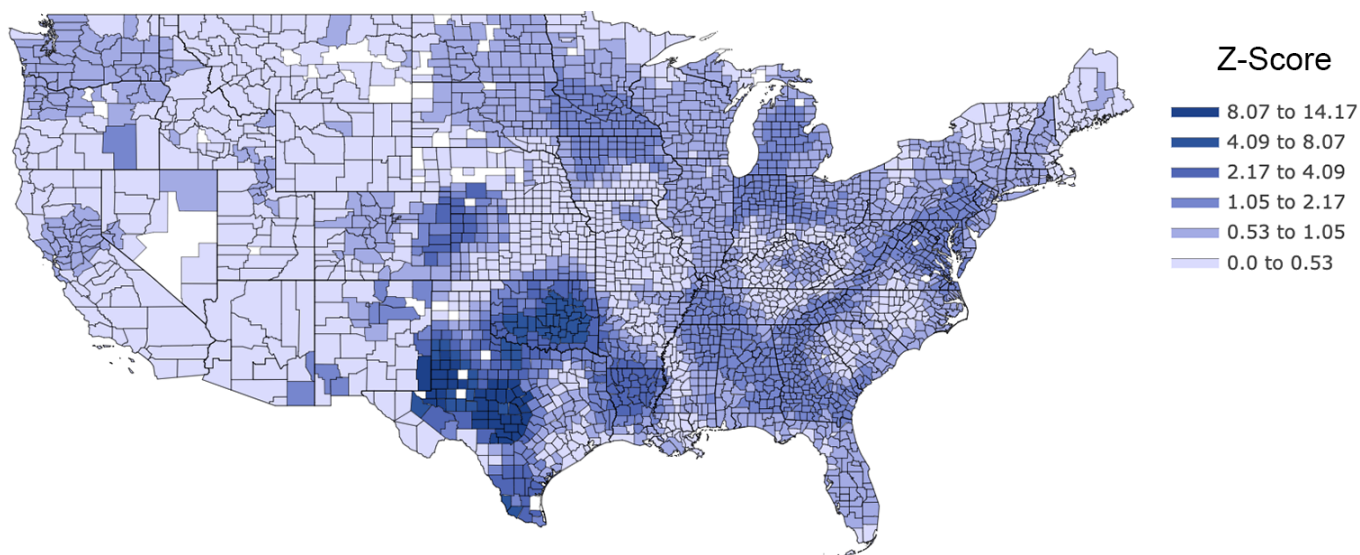 Z-Score
8.07 to 14.17
4.09 to 8.07
2.17 to 4.09
1.05 to 2.17
0.53 to 1.05
0.0 to 0.53